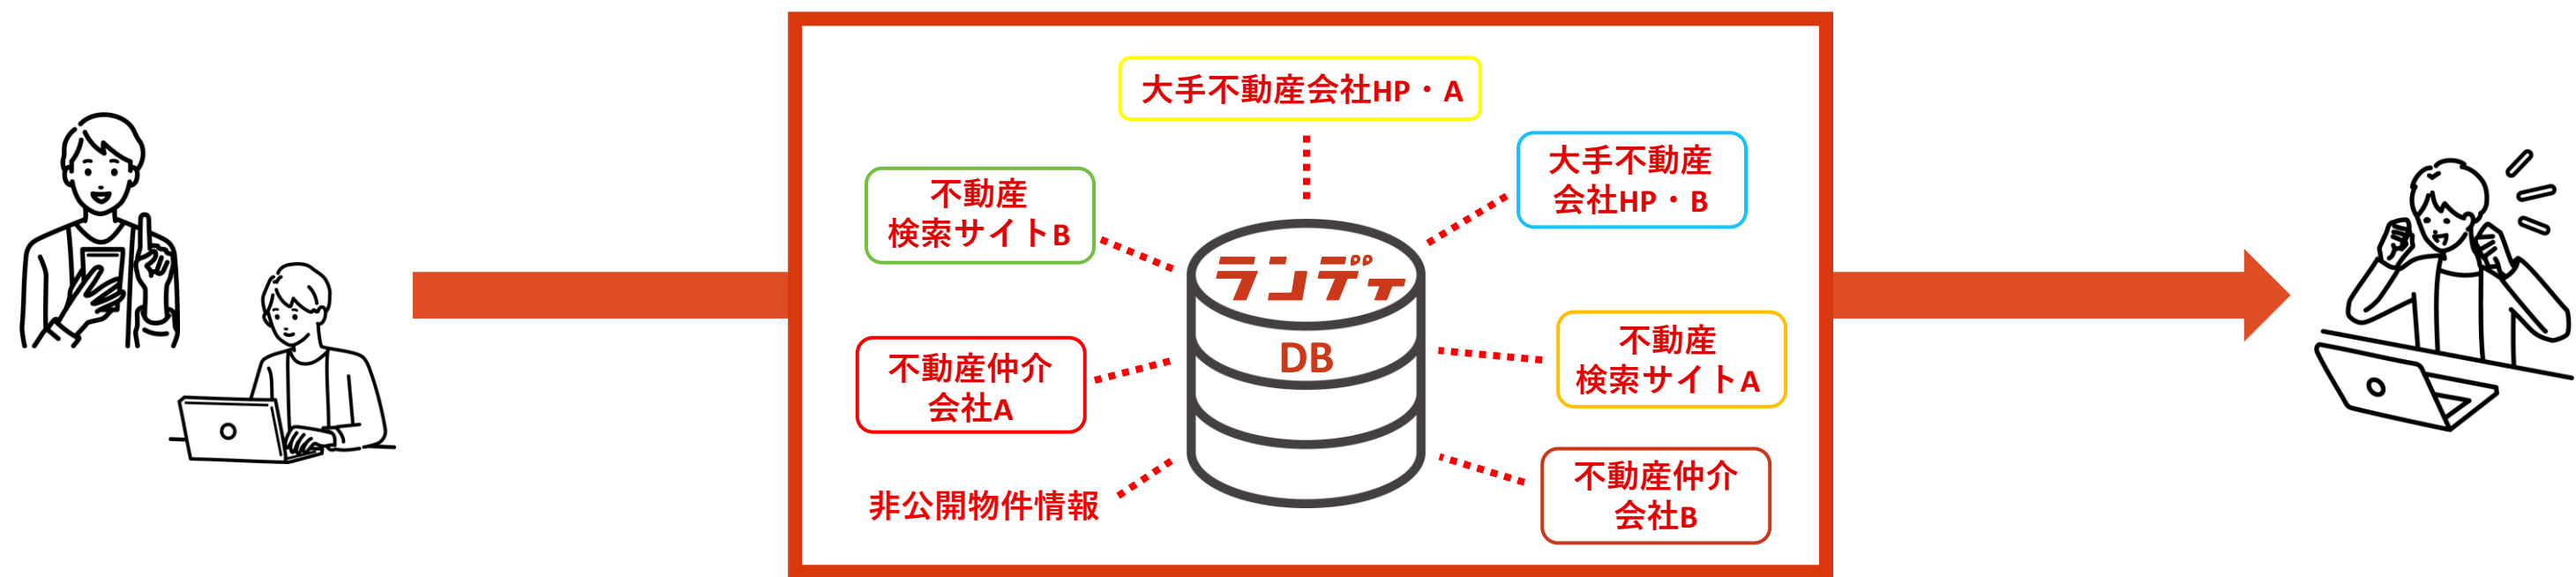 大手不動産会社HP・A
大手不動産
会社HP・B
不動産
検索サイトB
ランディ
DB
不動産
検索サイトA
不動産仲介
会社A
不動産仲介
会社B
非公開物件情報